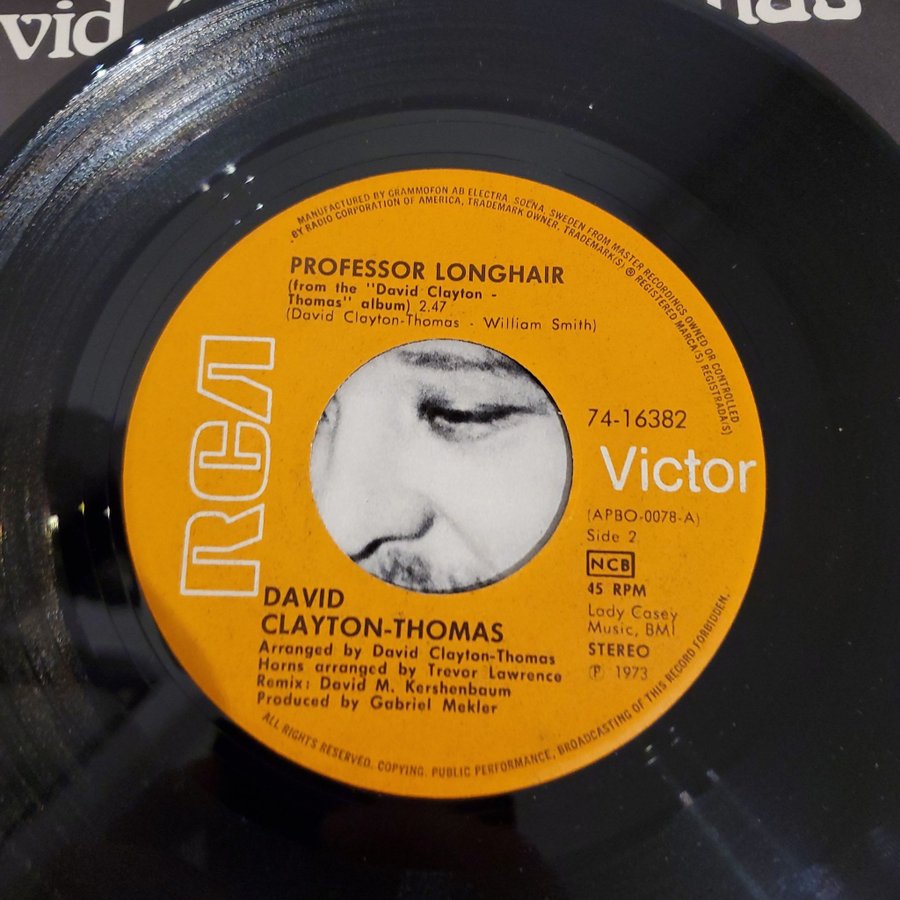 vid
MANUFACTURED BY GRAMMOFON AB ELECTRA, SOLNA, SWEDEN FROM MASTER RECORDINGS OWNED OR CONTROLLED
BY RADIO CORPORATION OF AMERICA, TRADEMARK OWNER. TRADEMARK(S) ® REGISTERED MARCA(S) REGISTRADA(S)
PROFESSOR LONGHAIR
(from the "David Clayton -
Thomas" album) 2.47
(David Clayton-Thomas - William Smith)
RCA
74-16382
Victor
(APBO-0078-A)
Side 2
NCB
45 RPM
Lady Casey
Music, BMI
STEREO
℗ 1973
DAVID
CLAYTON-THOMAS
Arranged by David Clayton-Thomas
Horns arranged by Trevor Lawrence
Remix: David M. Kershenbaum
Produced by Gabriel Mekler
ALL RIGHTS RESERVED. COPYING. PUBLIC PERFORMANCE, BROADCASTING OF THIS RECORD FORBIDDEN.